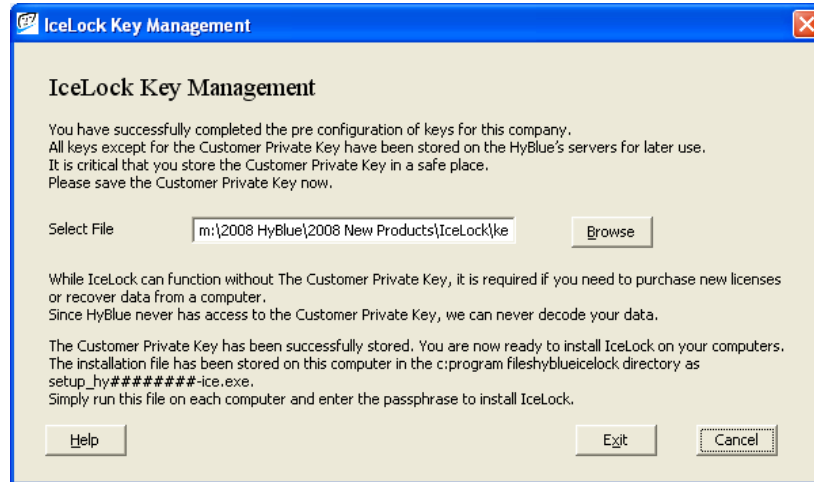 IceLock Key Management
IceLock Key Management
You have successfully completed the pre configuration of keys for this company.
All keys except for the Customer Private Key have been stored on the HyBlue's servers for later use.
It is critical that you store the Customer Private Key in a safe place.
Please save the Customer Private Key now.
Select File m:\2008 HyBlue\2008 New Products\IceLock\ke Browse
While IceLock can function without The Customer Private Key, it is required if you need to purchase new licenses
or recover data from a computer.
Since HyBlue never has access to the Customer Private Key, we can never decode your data.
The Customer Private Key has been successfully stored. You are now ready to install IceLock on your computers.
The installation file has been stored on this computer in the c:program fileshyblueicelock directory as
setup_hy########-ice.exe.
Simply run this file on each computer and enter the passphrase to install IceLock.
Help Exit Cancel